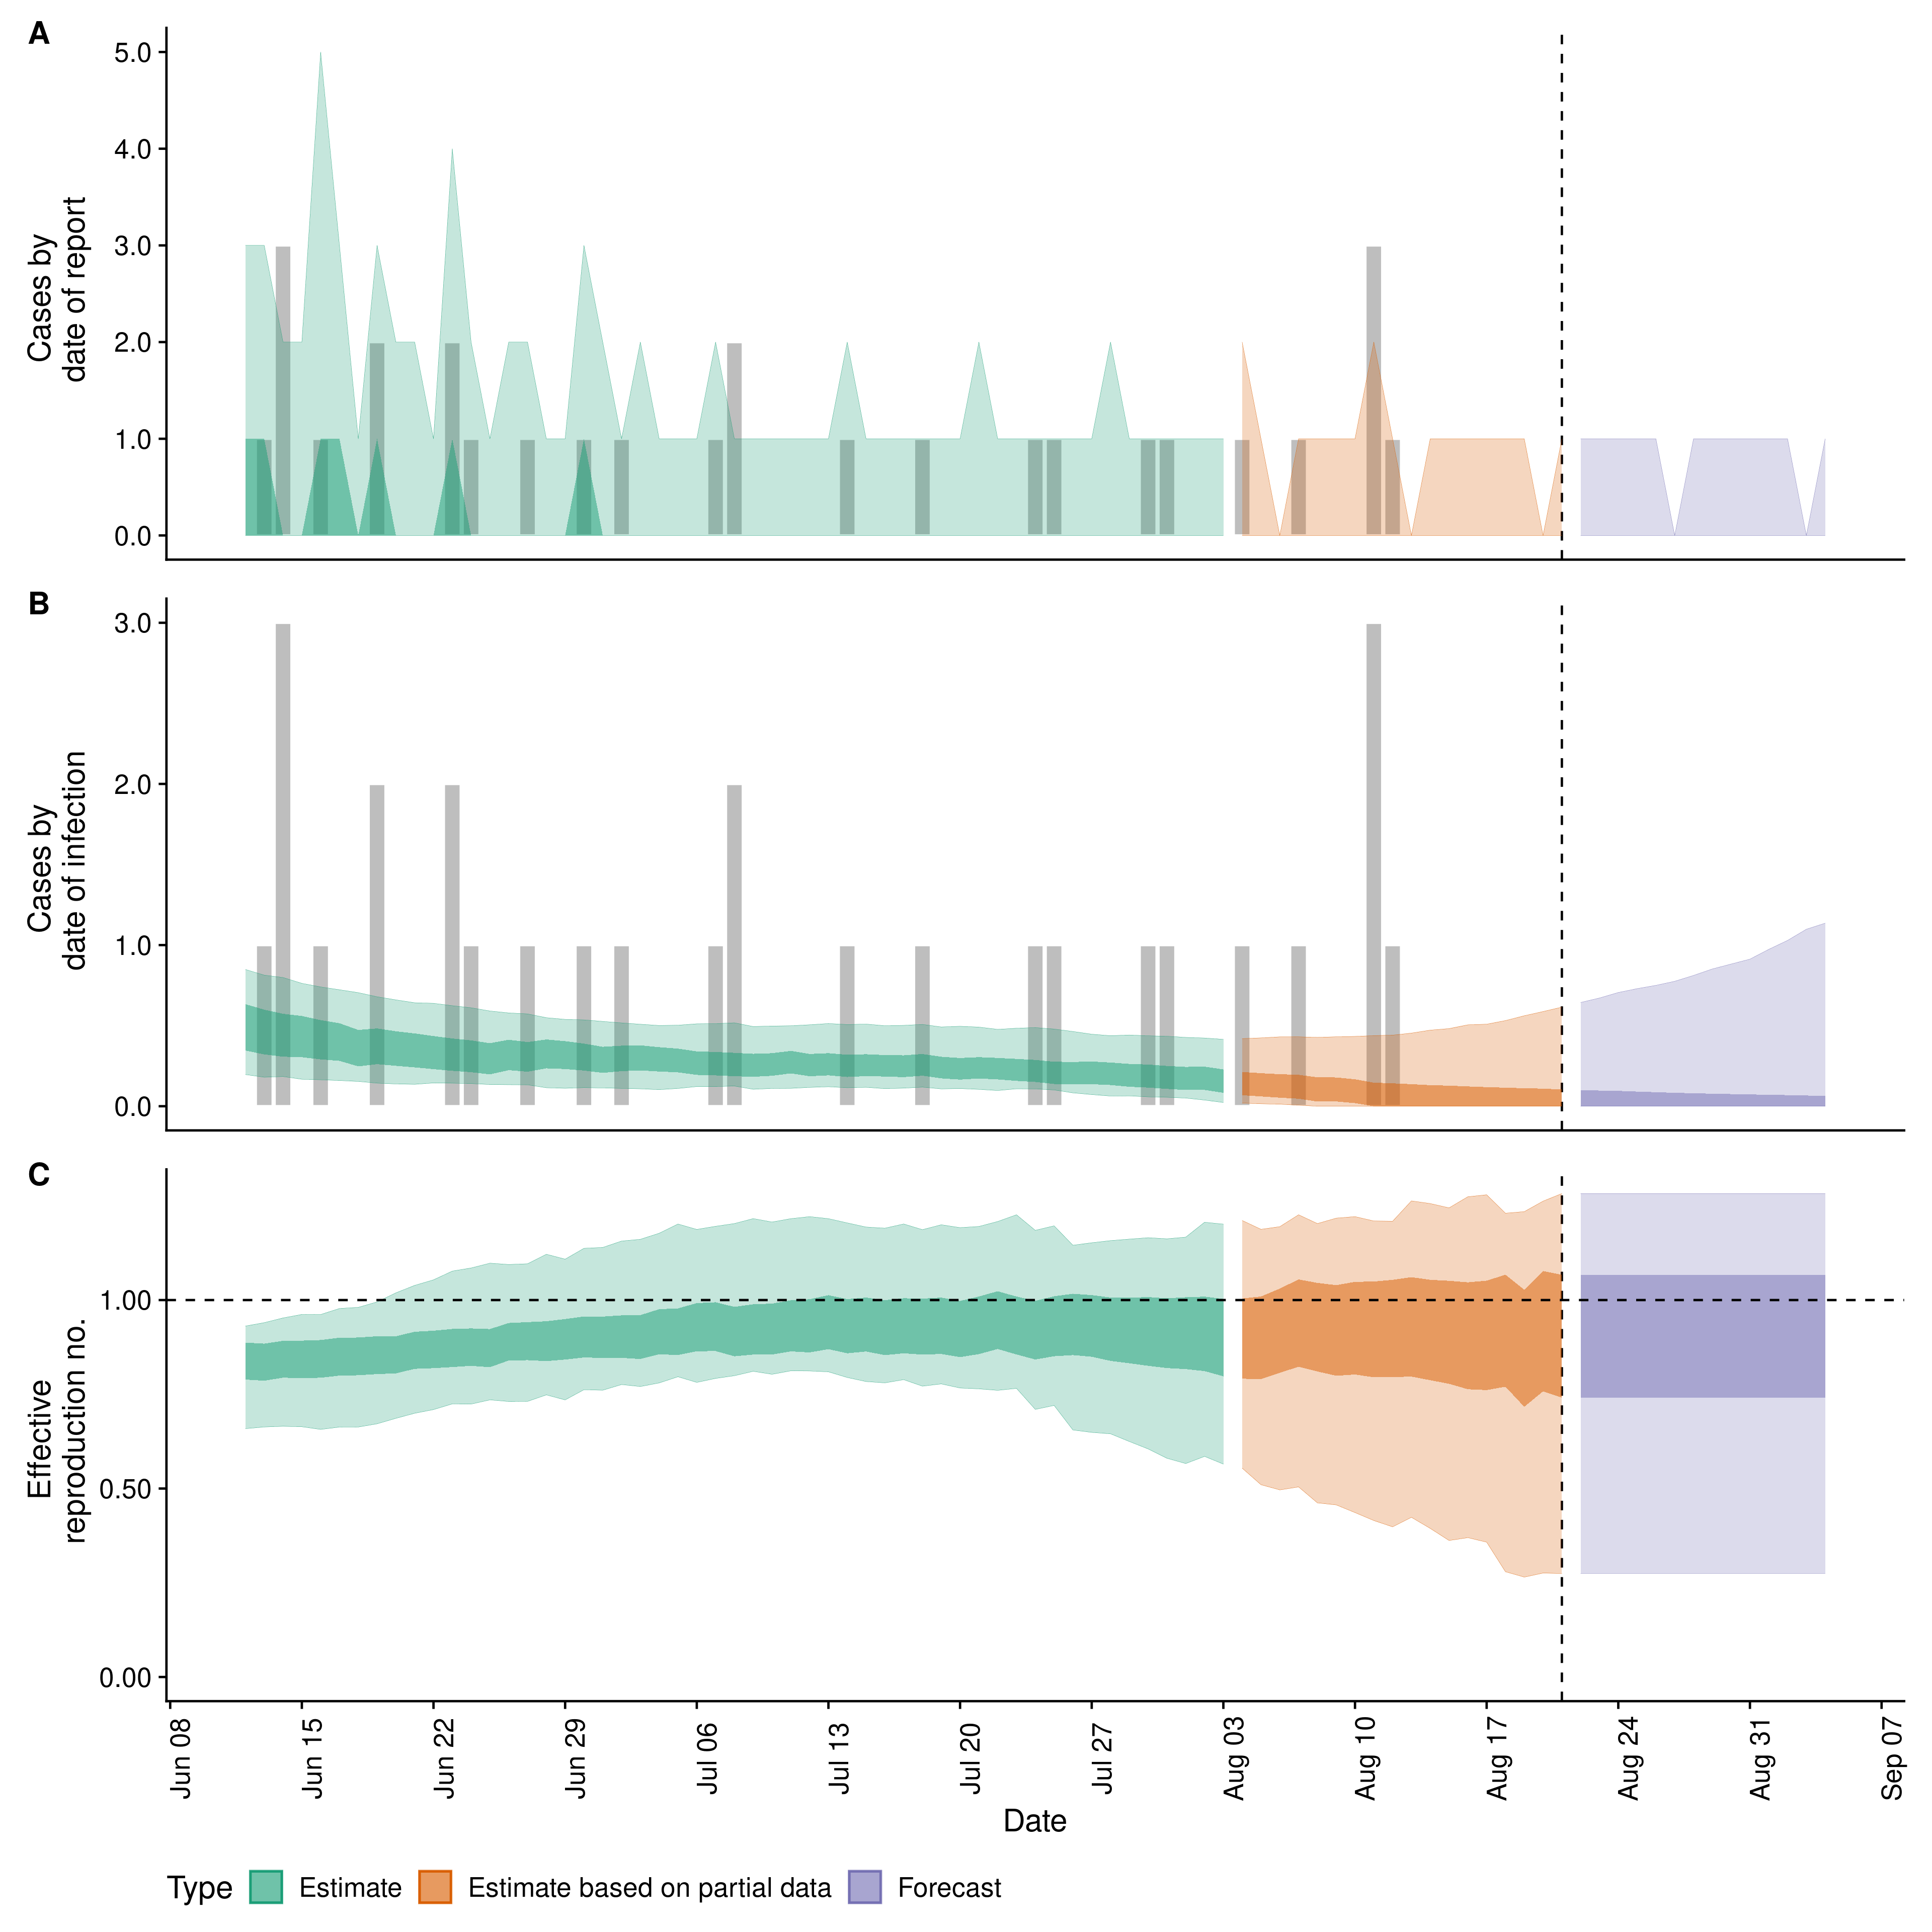 A
5.0
4.0
3.0
2.0
1.0
0.0
Cases by
date of report
B
3.0
2.0
1.0
0.0
Cases by
date of infection
C
1.00
0.50
0.00
Effective
reproduction no.
Jun 08
Jun 15
Jun 22
Jun 29
Jul 06
Jul 13
Jul 20
Jul 27
Aug 03
Aug 10
Aug 17
Aug 24
Aug 31
Sep 07
Date
Type Estimate Estimate based on partial data Forecast